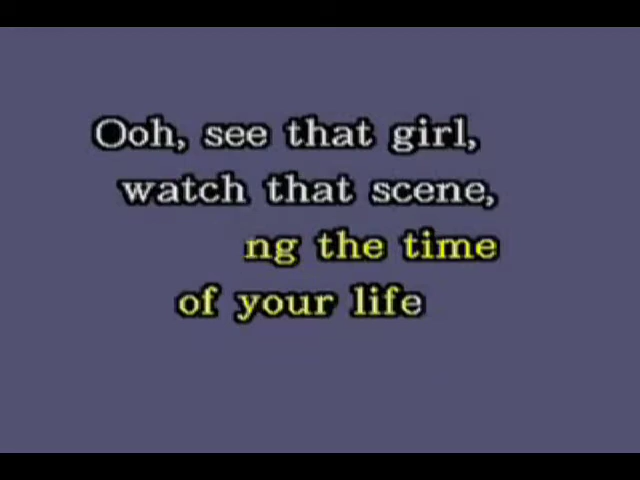 Ooh, see that girl,
watch that scene,
ng the time
of your life